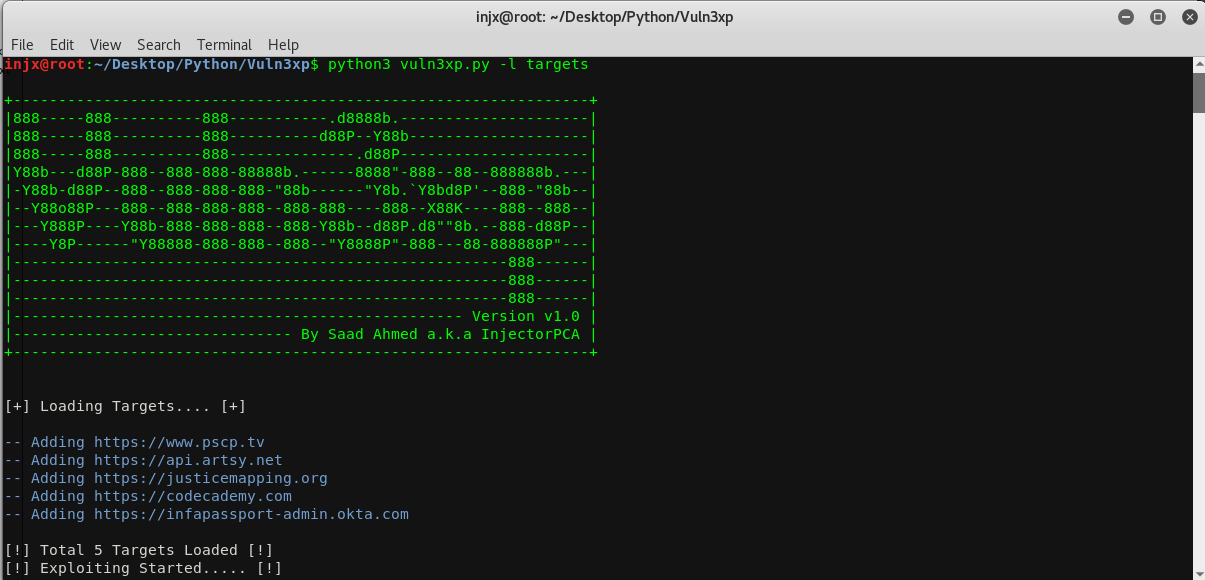 injx@root: ~/Desktop/Python/Vuln3xp
File Edit View Search Terminal Help
injx@root:~/Desktop/Python/Vuln3xp$ python3 vuln3xp.py -l targets
+----------------------------------------------------------------+
|888-----888----------888-----------.d8888b.---------------------|
|888-----888----------888----------d88P--Y88b--------------------|
|888-----888----------888--------------.d88P---------------------|
|Y88b---d88P-888--888-888-88888b.------8888"-888--88--888888b.---|
|-Y88b-d88P--888--888-888-888-"88b------"Y8b.`Y8bd8P'--888-"88b--|
|--Y88o88P---888--888-888-888--888-888----888--X88K----888--888--|
|---Y888P----Y88b-888-888-888--888-Y88b--d88P.d8""8b.--888-d88P--|
|----Y8P------"Y88888-888-888--888--"Y8888P"-888---88-888888P"---|
|-------------------------------------------------------888------|
|-------------------------------------------------------888------|
|-------------------------------------------------------888------|
|-------------------------------------------------- Version v1.0 |
|------------------------------- By Saad Ahmed a.k.a InjectorPCA |
+----------------------------------------------------------------+
[+] Loading Targets.... [+]
-- Adding https://www.pscp.tv
-- Adding https://api.artsy.net
-- Adding https://justicemapping.org
-- Adding https://codecademy.com
-- Adding https://infapassport-admin.okta.com
[!] Total 5 Targets Loaded [!]
[!] Exploiting Started..... [!]